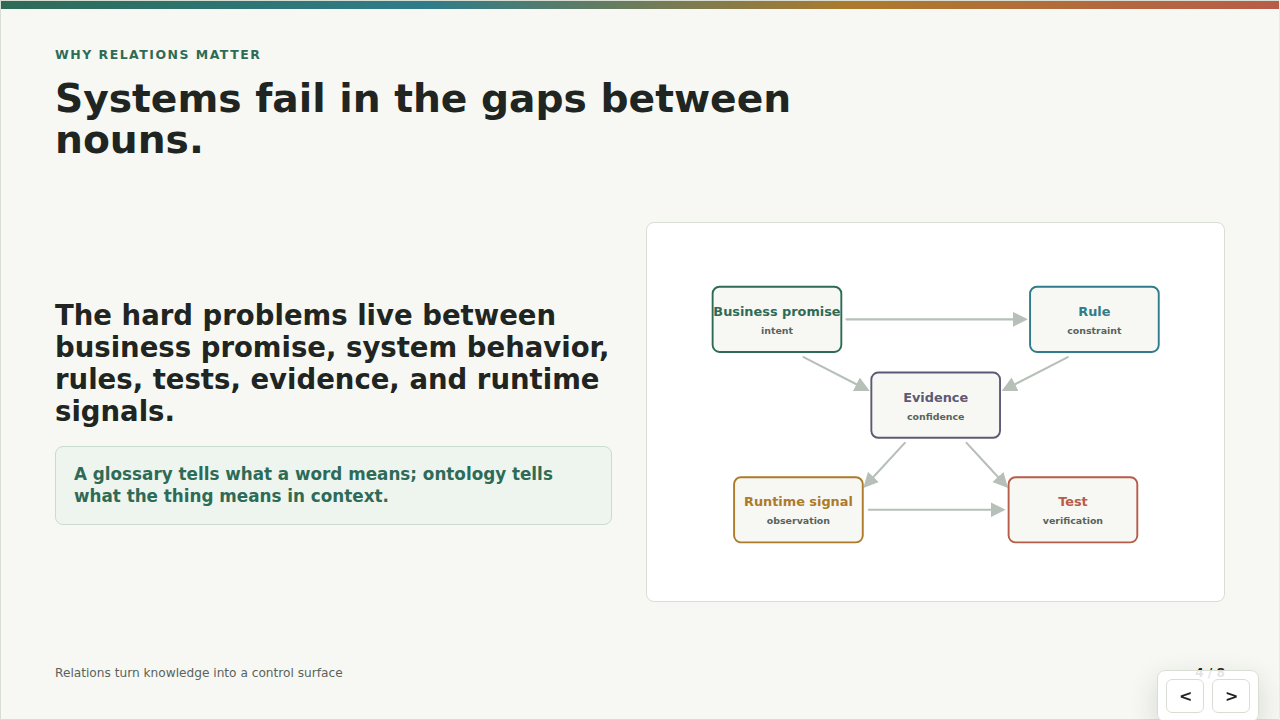 WHY RELATIONS MATTER
Systems fail in the gaps between
nouns.
The hard problems live between
business promise, system behavior,
rules, tests, evidence, and runtime
signals.
A glossary tells what a word means; ontology tells
what the thing means in context.
Business promise
intent
Rule
constraint
Evidence
confidence
Runtime signal
observation
Test
verification
Relations turn knowledge into a control surface
4 / 8
< >